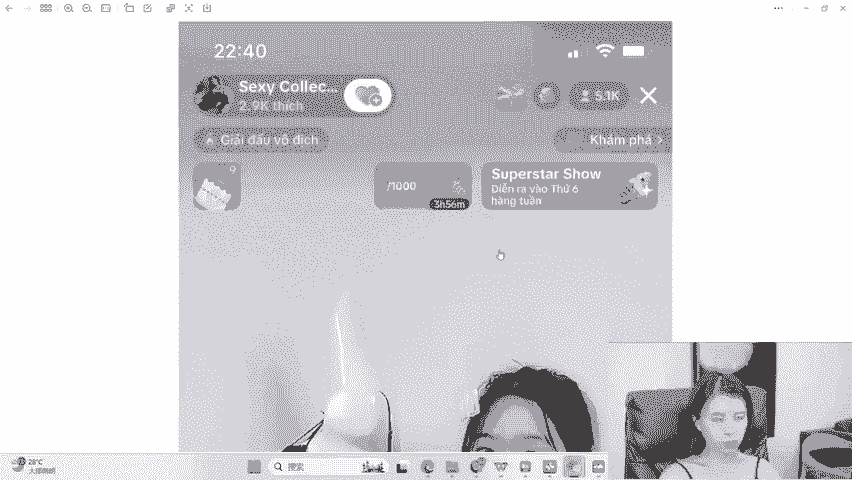 22:40
Sexy Collec...
2.9K thích
5.1K
Giải đấu vô địch
Khám phá
9
/1000
3h56m
Superstar Show
Diễn ra vào Thứ 6
hàng tuần
28°C
搜索